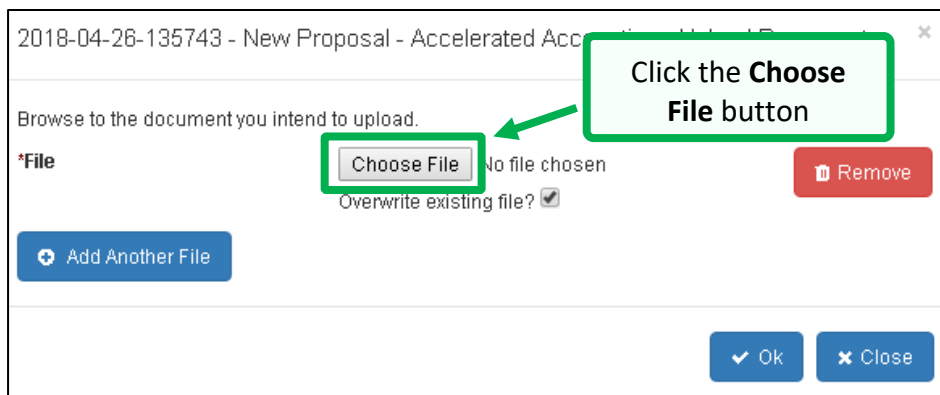 2018-04-26-135743 - New Proposal - Accelerated
×
Click the Choose
File button
Browse to the document you intend to upload.
*File
Choose File
No file chosen
Remove
Overwrite existing file?
Add Another File
Ok
Close